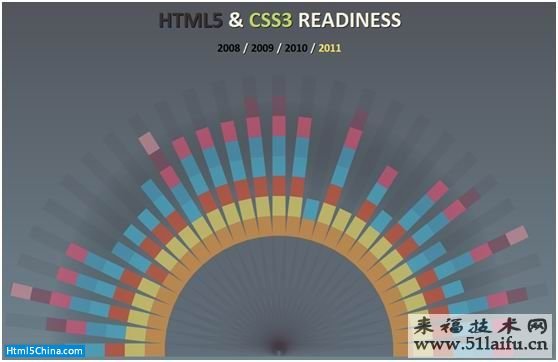 HTML5 & CSS3 READINESS
2008 / 2009 / 2010 / 2011
来福技术网
www.51laifu.cn
Html5China.com